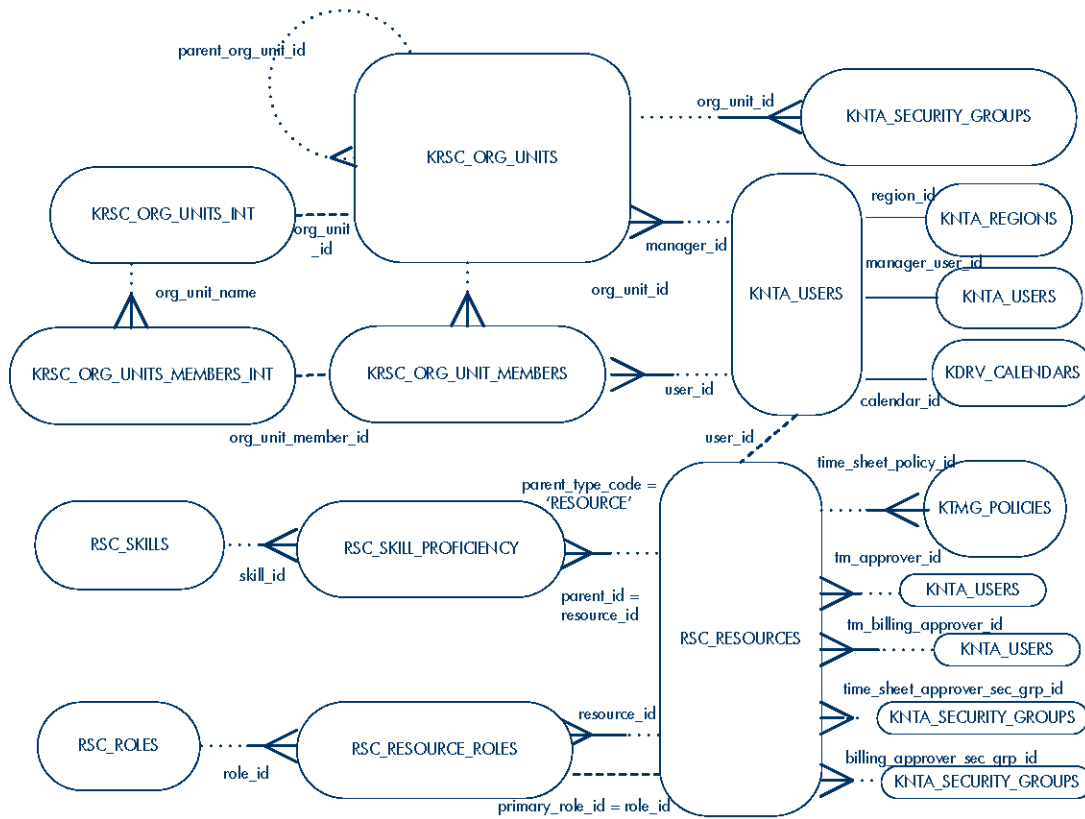 parent_org_unit_id
org_unit_id
KNTA_SECURITY_GROUPS
KRSC_ORG_UNITS
region_id
KRSC_ORG_UNITS_INT
org_unit
_id
manager_id
KNTA_REGIONS
manager_user_id
org_unit_name
org_unit_id
KNTA_USERS
KNTA_USERS
KRSC_ORG_UNITS_MEMBERS_INT
KRSC_ORG_UNIT_MEMBERS
KDRV_CALENDARS
user_id
calendar_id
org_unit_member_id
user_id
time_sheet_policy_id
parent_type_code =
'RESOURCE'
KTMG_POLICIES
RSC_SKILLS
RSC_SKILL_PROFICIENCY
skill_id
tm_approver_id
parent_id =
resource_id
KNTA_USERS
tm_billing_approver_id
RSC_RESOURCES
KNTA_USERS
time_sheet_approver_sec_grp_id
resource_id
KNTA_SECURITY_GROUPS
RSC_ROLES
RSC_RESOURCE_ROLES
role_id
billing_approver_sec_grp_id
KNTA_SECURITY_GROUPS
primary_role_id = role_id